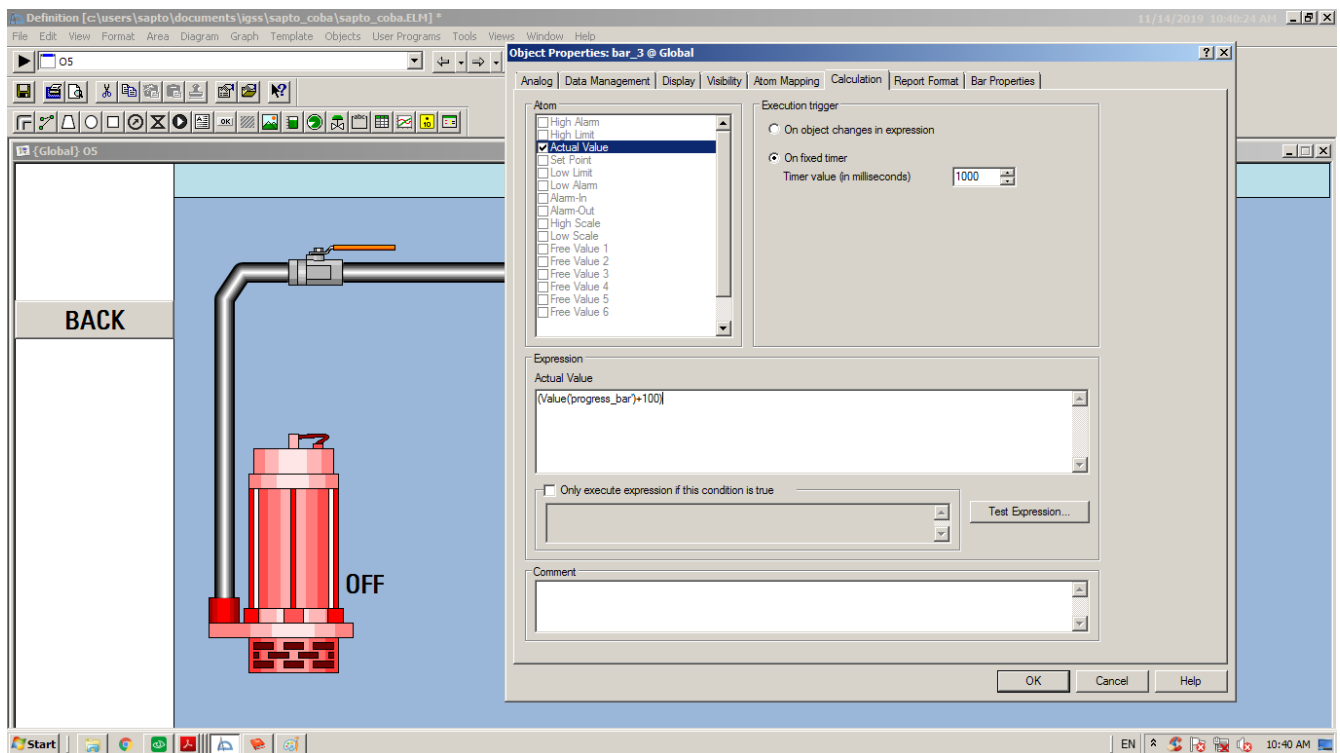 Definition [c:\users\sapto\documents\igss\sapto_coba\sapto_coba.ELM] *
11/14/2019 10:40:24 AM
File Edit View Format Area Diagram Graph Template Objects User Programs Tools Views Window Help
O5
{Global} O5
BACK
OFF
Object Properties: bar_3 @ Global
Analog Data Management Display Visibility Atom Mapping Calculation Report Format Bar Properties
Atom
High Alarm
High Limit
Actual Value
Set Point
Low Limit
Low Alarm
Alarm-In
Alarm-Out
High Scale
Low Scale
Free Value 1
Free Value 2
Free Value 3
Free Value 4
Free Value 5
Free Value 6
Execution trigger
On object changes in expression
On fixed timer
Timer value (in milliseconds) 1000
Expression
Actual Value
(Value('progress_bar')+100)
Only execute expression if this condition is true
Test Expression...
Comment
OK Cancel Help
Start
EN 10:40 AM